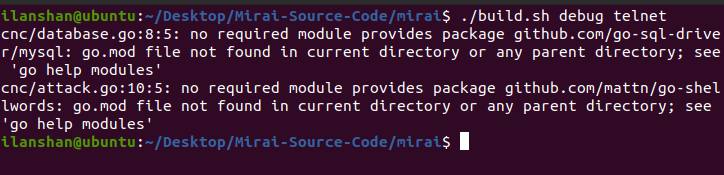 ilanshan@ubuntu:~/Desktop/Mirai-Source-Code/mirai$ ./build.sh debug telnet
cnc/database.go:8:5: no required module provides package github.com/go-sql-drive
r/mysql: go.mod file not found in current directory or any parent directory; see
 'go help modules'
cnc/attack.go:10:5: no required module provides package github.com/mattn/go-shel
lwords: go.mod file not found in current directory or any parent directory; see
'go help modules'
ilanshan@ubuntu:~/Desktop/Mirai-Source-Code/mirai$